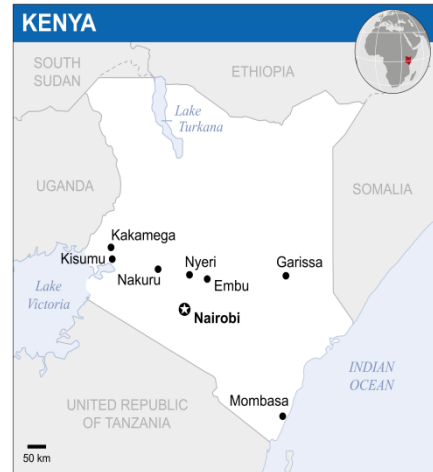 KENYA
SOUTH
SUDAN
ETHIOPIA
Lake
Turkana
UGANDA
SOMALIA
Kakamega
Kisumu
Nyeri
Garissa
Nakuru
Embu
Lake
Victoria
Nairobi
INDIAN
OCEAN
Mombasa
UNITED REPUBLIC
OF TANZANIA
50 km